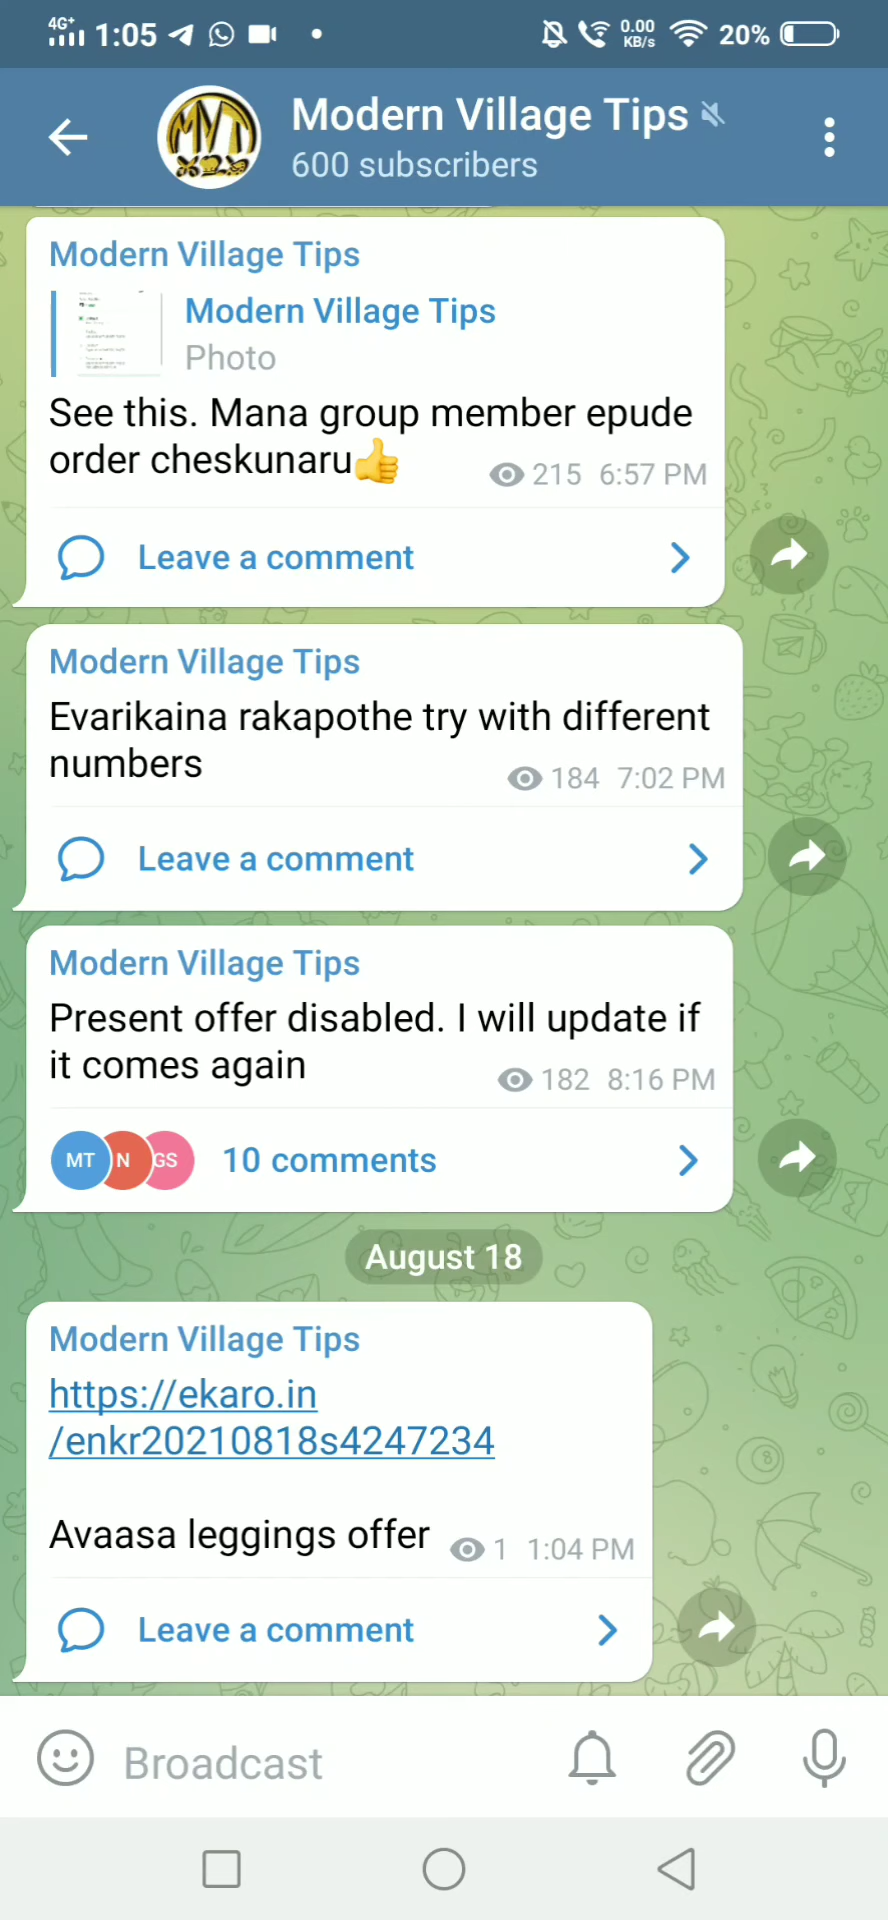 4G+ 1:05 0.00 KB/s 20%
MVT
Modern Village Tips
600 subscribers
Modern Village Tips
Modern Village Tips
Photo
See this. Mana group member epude
order cheskunaru👍 215 6:57 PM
Leave a comment
Modern Village Tips
Evarikaina rakapothe try with different
numbers 184 7:02 PM
Leave a comment
Modern Village Tips
Present offer disabled. I will update if
it comes again 182 8:16 PM
MT N GS 10 comments
August 18
Modern Village Tips
https://ekaro.in
/enkr20210818s4247234
Avaasa leggings offer 1 1:04 PM
Leave a comment
Broadcast